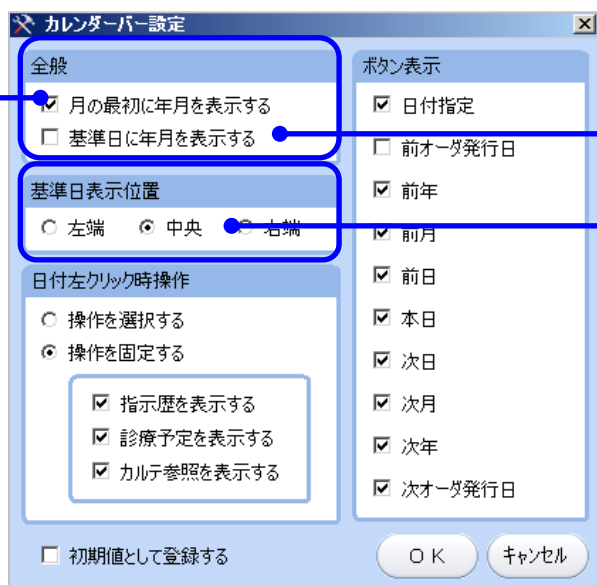 カレンダーバー設定
全般
月の最初に年月を表示する
基準日に年月を表示する
基準日表示位置
左端 中央 右端
日付左クリック時操作
操作を選択する
操作を固定する
指示歴を表示する
診療予定を表示する
カルテ参照を表示する
初期値として登録する
ボタン表示
日付指定
前オーダ発行日
前年
前月
前日
本日
次日
次月
次年
次オーダ発行日
OK キャンセル